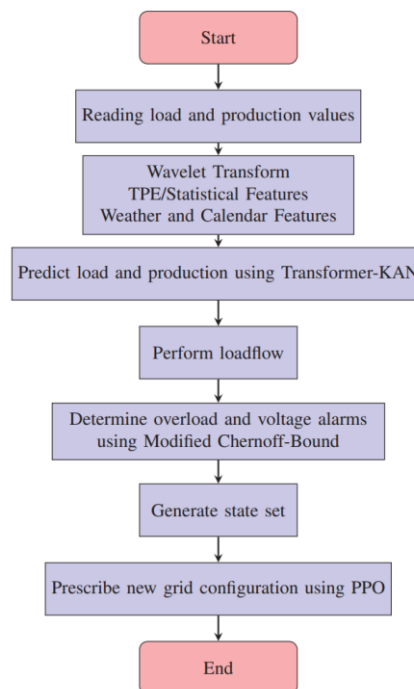 Start
Reading load and production values
Wavelet Transform
TPE/Statistical Features
Weather and Calendar Features
Predict load and production using Transformer-KAN
Perform loadflow
Determine overload and voltage alarms
using Modified Chernoff-Bound
Generate state set
Prescribe new grid configuration using PPO
End